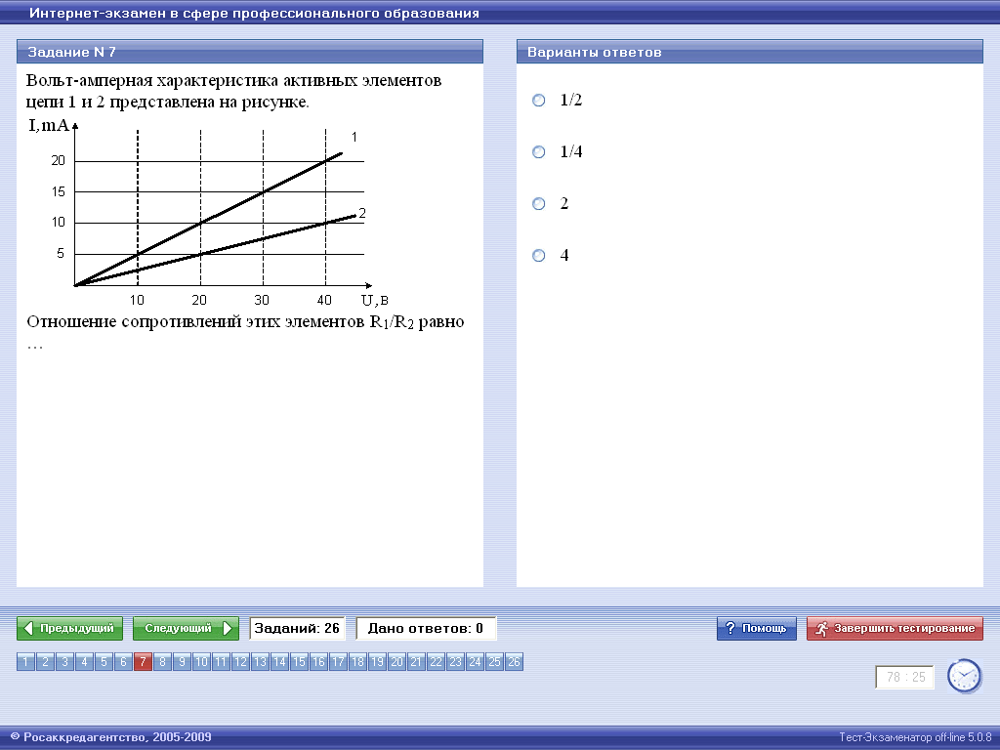 Интернет-экзамен в сфере профессионального образования
Задание N 7
Вольт-амперная характеристика активных элементов
цепи 1 и 2 представлена на рисунке.
I,mA
1
20
15
2
10
5
10 20 30 40 U,в
Отношение сопротивлений этих элементов R1/R2 равно
...
Варианты ответов
1/2
1/4
2
4
Предыдущий Следующий Заданий: 26 Дано ответов: 0 ? Помощь Завершить тестирование
1 2 3 4 5 6 7 8 9 10 11 12 13 14 15 16 17 18 19 20 21 22 23 24 25 26
78 : 25
© Росаккредагентство, 2005-2009 Тест-Экзаменатор off-line 5.0.8